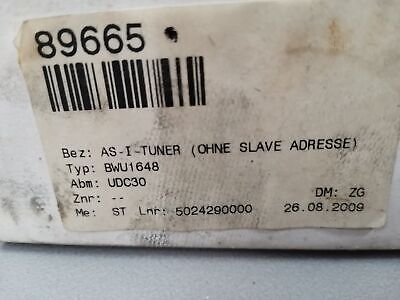 89665
Bez: AS-I-TUNER (OHNE SLAVE ADRESSE)
Typ: BWU1648
Abm: UDC30
Znr: -- DM: ZG
Me: ST Lnr: 5024290000 26.08.2009